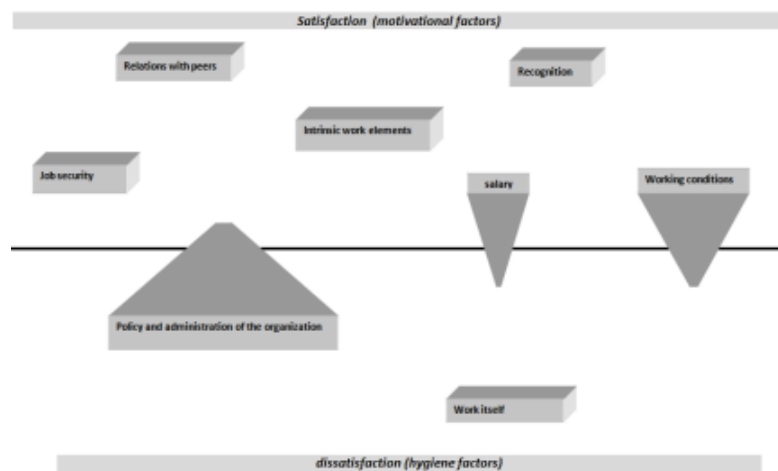 Satisfaction (motivational factors)
Relations with peers
Recognition
Intrinsic work elements
Job security
salary
Working conditions
Policy and administration of the organization
Work itself
dissatisfaction (hygiene factors)